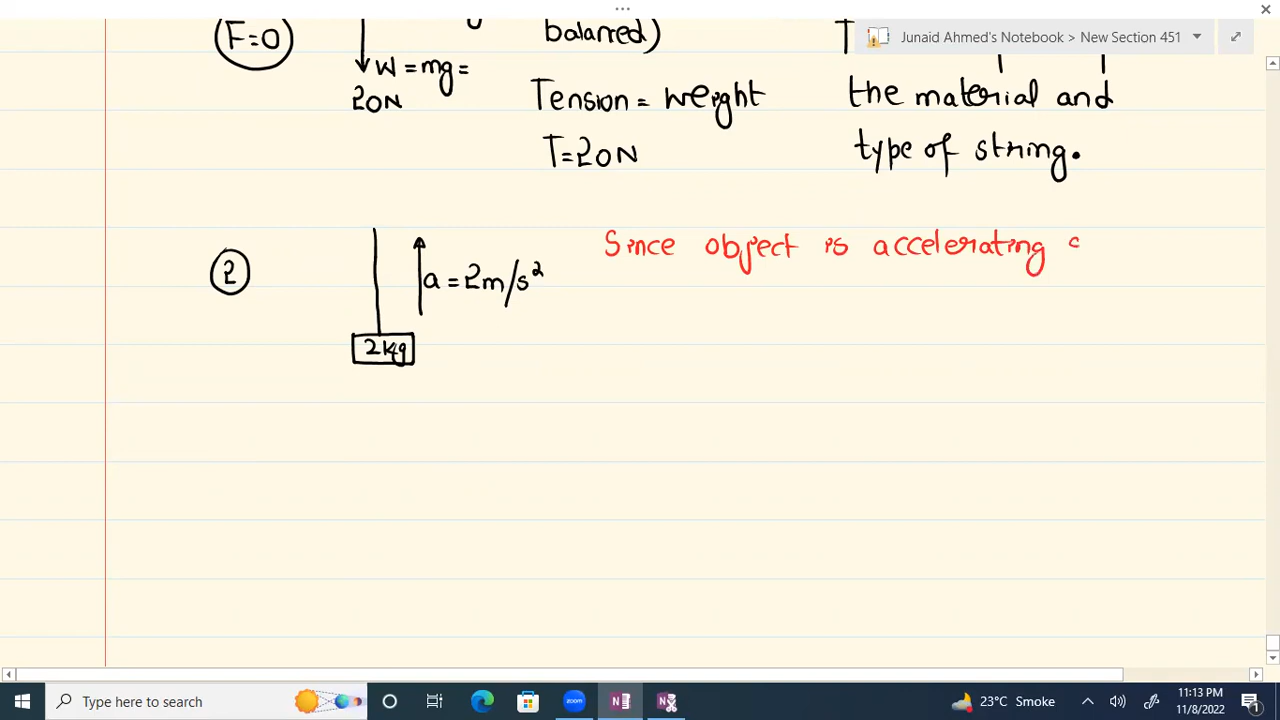 Junaid Ahmed's Notebook > New Section 451
F=0
balanced)
T
W = mg =
20N
Tension = weight
T=20N
the material and
type of string.
2
a = 2m/s²
2kg
Since object is accelerating
Type here to search
zoom
23°C Smoke
11:13 PM
11/8/2022
1